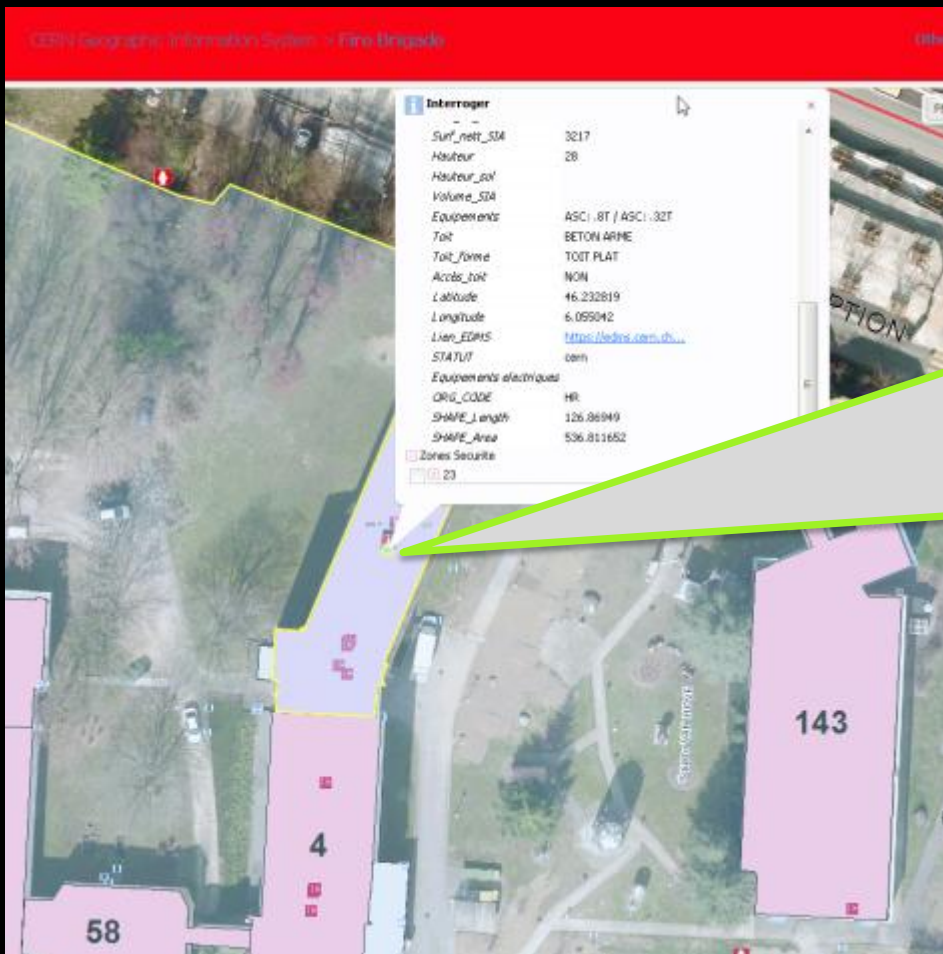 CERN Geographic Information System > Fire Brigade
Othe
Interroger
Surf_nett_SIA 3217
Hauteur 28
Hauteur_sol
Volume_SIA
Equipements ASC: .8T / ASC: .32T
Toit BETON ARME
Toit_forme TOIT PLAT
Accès_toit NON
Latitude 46.232819
Longitude 6.055042
Lien_EDMS https://edms.cern.ch...
STATUT cern
Equipements electriques
ORG_CODE HR
SHAPE_Length 126.86949
SHAPE_Area 536.811652
Zones Securite
23
PTION
143
4
58